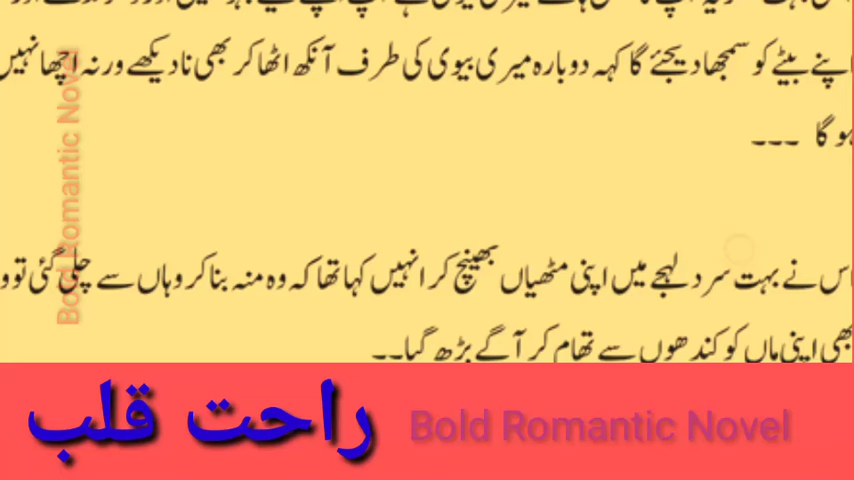 اپنے بیٹے کو سمجھا دیجئے گا کہہ دوبارہ میری بیوی کی طرف آنکھ اٹھا کر بھی نا دیکھے ورنہ اچھا نہیں
ہو گا ---
اس نے بہت سرد لہجے میں اپنی مٹھیاں بھینچ کر انہیں کہا تھا کہ وہ منہ بنا کر وہاں سے چلی گئی تو
بھی اپنی ماں کو کندھوں سے تھام کر آگے بڑھ گیا--
راحت قلب
Bold Romantic Novel
Bold Romantic Novel